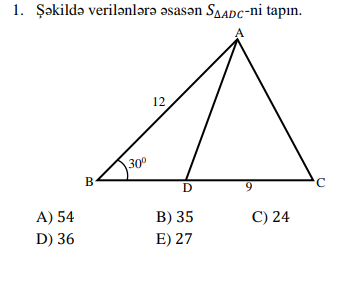 1. Şəkildə verilənlərə əsasən S△ADC-ni tapın.
A
12
30⁰
B
D
9
C
A) 54 B) 35 C) 24
D) 36 E) 27